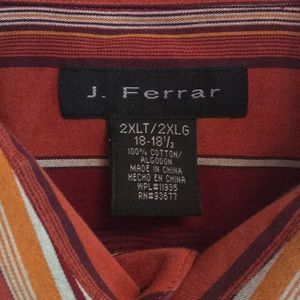 J. Ferrar
2XLT/2XLG
18-18½
100% COTTON/
ALGODON
MADE IN CHINA
HECHO EN CHINA
WPL#11935
RN#93677